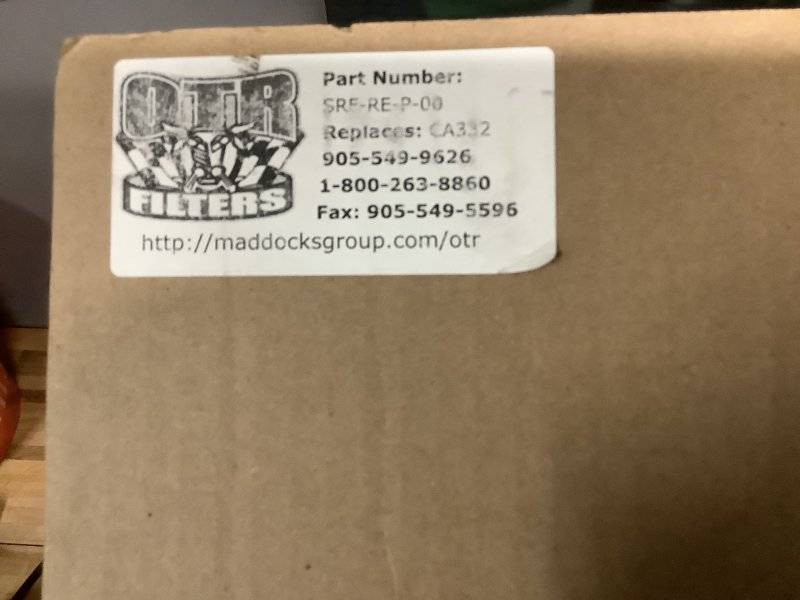 OTR
FILTERS
Part Number:
SRF-RE-P-00
Replaces: CA332
905-549-9626
1-800-263-8860
Fax: 905-549-5596
http://maddocksgroup.com/otr